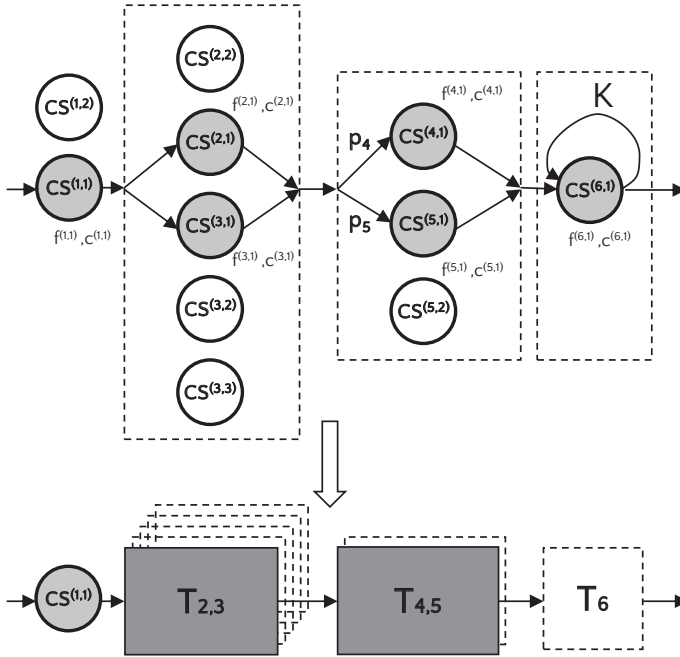 CS(1,2)
CS(1,1)
f(1,1),c(1,1)
CS(2,2)
f(2,1),c(2,1)
CS(2,1)
CS(3,1)
f(3,1),c(3,1)
CS(3,2)
CS(3,3)
f(4,1),c(4,1)
p4
CS(4,1)
p5
CS(5,1)
f(5,1),c(5,1)
CS(5,2)
K
CS(6,1)
f(6,1),c(6,1)
CS(1,1)
T2,3
T4,5
T6